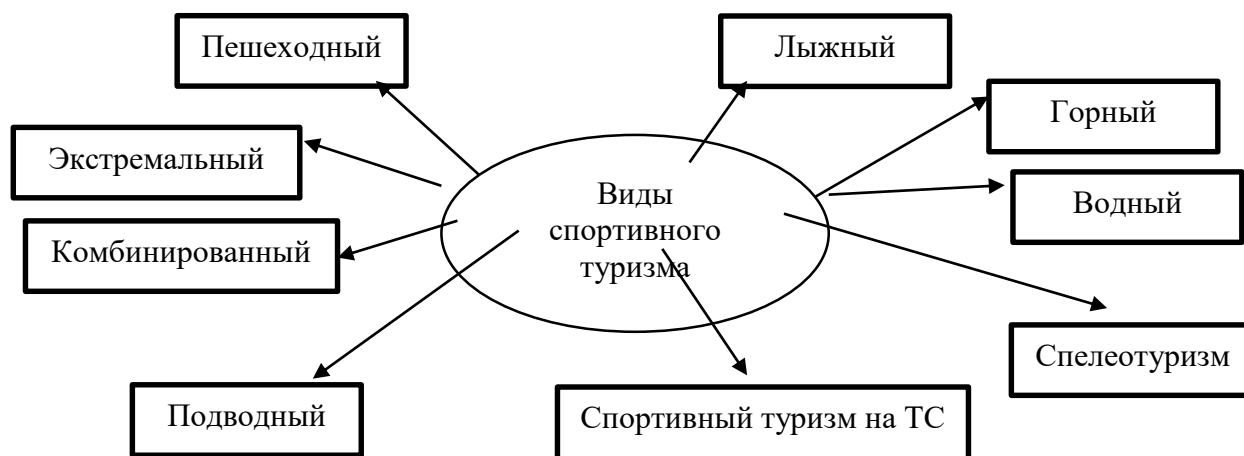 Пешеходный
Лыжный
Горный
Экстремальный
Виды
спортивного
туризма
Водный
Комбинированный
Спелеотуризм
Подводный
Спортивный туризм на ТС